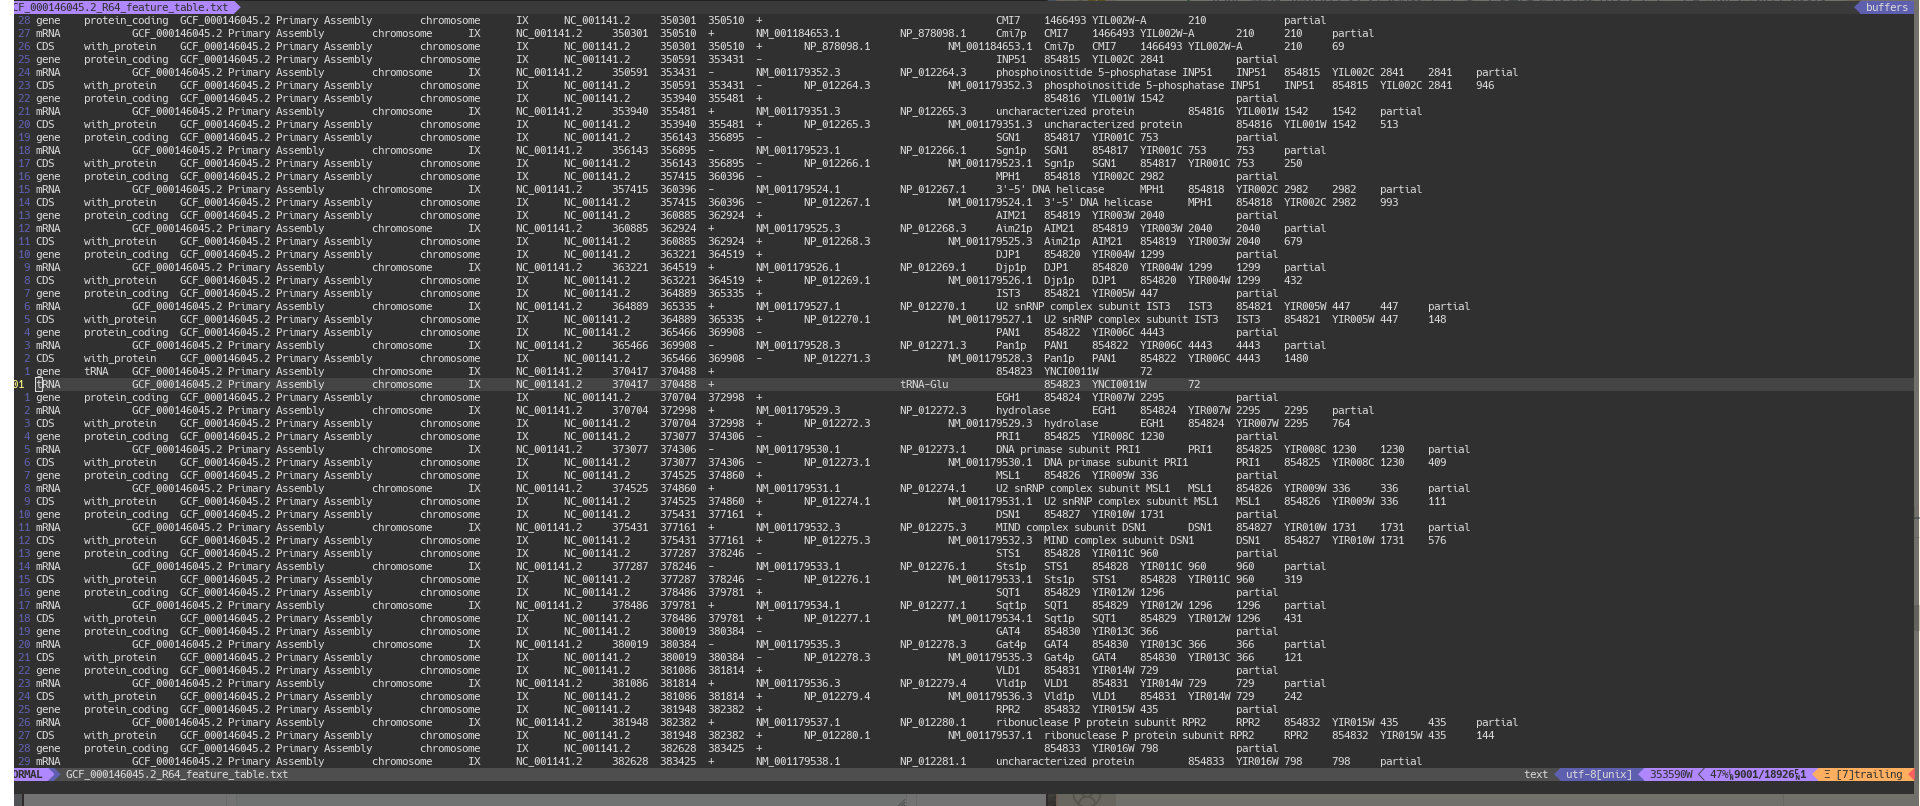 CF_000146045.2_R64_feature_table.txt buffers
28 gene protein_coding GCF_000146045.2 Primary Assembly chromosome IX NC_001141.2 350301 350510 + CMI7 1466493 YIL002W-A 210 partial
27 mRNA GCF_000146045.2 Primary Assembly chromosome IX NC_001141.2 350301 350510 + NM_001184653.1 NP_878098.1 Cmi7p CMI7 1466493 YIL002W-A 210 210 partial
26 CDS with_protein GCF_000146045.2 Primary Assembly chromosome IX NC_001141.2 350301 350510 + NP_878098.1 NM_001184653.1 Cmi7p CMI7 1466493 YIL002W-A 210 69
25 gene protein_coding GCF_000146045.2 Primary Assembly chromosome IX NC_001141.2 350591 353431 - INP51 854815 YIL002C 2841 partial
24 mRNA GCF_000146045.2 Primary Assembly chromosome IX NC_001141.2 350591 353431 - NM_001179352.3 NP_012264.3 phosphoinositide 5-phosphatase INP51 INP51 854815 YIL002C 2841 2841 partial
23 CDS with_protein GCF_000146045.2 Primary Assembly chromosome IX NC_001141.2 350591 353431 - NP_012264.3 NM_001179352.3 phosphoinositide 5-phosphatase INP51 INP51 854815 YIL002C 2841 946
22 gene protein_coding GCF_000146045.2 Primary Assembly chromosome IX NC_001141.2 353940 355481 + 854816 YIL001W 1542 partial
21 mRNA GCF_000146045.2 Primary Assembly chromosome IX NC_001141.2 353940 355481 + NM_001179351.3 NP_012265.3 uncharacterized protein 854816 YIL001W 1542 1542 partial
20 CDS with_protein GCF_000146045.2 Primary Assembly chromosome IX NC_001141.2 353940 355481 + NP_012265.3 NM_001179351.3 uncharacterized protein 854816 YIL001W 1542 513
19 gene protein_coding GCF_000146045.2 Primary Assembly chromosome IX NC_001141.2 356143 356895 - SGN1 854817 YIR001C 753 partial
18 mRNA GCF_000146045.2 Primary Assembly chromosome IX NC_001141.2 356143 356895 - NM_001179523.1 NP_012266.1 Sgn1p SGN1 854817 YIR001C 753 753 partial
17 CDS with_protein GCF_000146045.2 Primary Assembly chromosome IX NC_001141.2 356143 356895 - NP_012266.1 NM_001179523.1 Sgn1p SGN1 854817 YIR001C 753 250
16 gene protein_coding GCF_000146045.2 Primary Assembly chromosome IX NC_001141.2 357415 360396 - MPH1 854818 YIR002C 2982 partial
15 mRNA GCF_000146045.2 Primary Assembly chromosome IX NC_001141.2 357415 360396 - NM_001179524.1 NP_012267.1 3'-5' DNA helicase MPH1 854818 YIR002C 2982 2982 partial
14 CDS with_protein GCF_000146045.2 Primary Assembly chromosome IX NC_001141.2 357415 360396 - NP_012267.1 NM_001179524.1 3'-5' DNA helicase MPH1 854818 YIR002C 2982 993
13 gene protein_coding GCF_000146045.2 Primary Assembly chromosome IX NC_001141.2 360885 362924 + AIM21 854819 YIR003W 2040 partial
12 mRNA GCF_000146045.2 Primary Assembly chromosome IX NC_001141.2 360885 362924 + NM_001179525.3 NP_012268.3 Aim21p AIM21 854819 YIR003W 2040 2040 partial
11 CDS with_protein GCF_000146045.2 Primary Assembly chromosome IX NC_001141.2 360885 362924 + NP_012268.3 NM_001179525.3 Aim21p AIM21 854819 YIR003W 2040 679
10 gene protein_coding GCF_000146045.2 Primary Assembly chromosome IX NC_001141.2 363221 364519 + DJP1 854820 YIR004W 1299 partial
9 mRNA GCF_000146045.2 Primary Assembly chromosome IX NC_001141.2 363221 364519 + NM_001179526.1 NP_012269.1 Djp1p DJP1 854820 YIR004W 1299 1299 partial
8 CDS with_protein GCF_000146045.2 Primary Assembly chromosome IX NC_001141.2 363221 364519 + NP_012269.1 NM_001179526.1 Djp1p DJP1 854820 YIR004W 1299 432
7 gene protein_coding GCF_000146045.2 Primary Assembly chromosome IX NC_001141.2 364889 365335 + IST3 854821 YIR005W 447 partial
6 mRNA GCF_000146045.2 Primary Assembly chromosome IX NC_001141.2 364889 365335 + NM_001179527.1 NP_012270.1 U2 snRNP complex subunit IST3 IST3 854821 YIR005W 447 447 partial
5 CDS with_protein GCF_000146045.2 Primary Assembly chromosome IX NC_001141.2 364889 365335 + NP_012270.1 NM_001179527.1 U2 snRNP complex subunit IST3 IST3 854821 YIR005W 447 148
4 gene protein_coding GCF_000146045.2 Primary Assembly chromosome IX NC_001141.2 365466 369908 - PAN1 854822 YIR006C 4443 partial
3 mRNA GCF_000146045.2 Primary Assembly chromosome IX NC_001141.2 365466 369908 - NM_001179528.3 NP_012271.3 Pan1p PAN1 854822 YIR006C 4443 4443 partial
2 CDS with_protein GCF_000146045.2 Primary Assembly chromosome IX NC_001141.2 365466 369908 - NP_012271.3 NM_001179528.3 Pan1p PAN1 854822 YIR006C 4443 1480
1 gene tRNA GCF_000146045.2 Primary Assembly chromosome IX NC_001141.2 370417 370488 + 854823 YNCI0011W 72
01 tRNA GCF_000146045.2 Primary Assembly chromosome IX NC_001141.2 370417 370488 + tRNA-Glu 854823 YNCI0011W 72
1 gene protein_coding GCF_000146045.2 Primary Assembly chromosome IX NC_001141.2 370704 372998 + EGH1 854824 YIR007W 2295 partial
2 mRNA GCF_000146045.2 Primary Assembly chromosome IX NC_001141.2 370704 372998 + NM_001179529.3 NP_012272.3 hydrolase EGH1 854824 YIR007W 2295 2295 partial
3 CDS with_protein GCF_000146045.2 Primary Assembly chromosome IX NC_001141.2 370704 372998 + NP_012272.3 NM_001179529.3 hydrolase EGH1 854824 YIR007W 2295 764
4 gene protein_coding GCF_000146045.2 Primary Assembly chromosome IX NC_001141.2 373077 374306 - PRI1 854825 YIR008C 1230 partial
5 mRNA GCF_000146045.2 Primary Assembly chromosome IX NC_001141.2 373077 374306 - NM_001179530.1 NP_012273.1 DNA primase subunit PRI1 PRI1 854825 YIR008C 1230 1230 partial
6 CDS with_protein GCF_000146045.2 Primary Assembly chromosome IX NC_001141.2 373077 374306 - NP_012273.1 NM_001179530.1 DNA primase subunit PRI1 PRI1 854825 YIR008C 1230 409
7 gene protein_coding GCF_000146045.2 Primary Assembly chromosome IX NC_001141.2 374525 374860 + MSL1 854826 YIR009W 336 partial
8 mRNA GCF_000146045.2 Primary Assembly chromosome IX NC_001141.2 374525 374860 + NM_001179531.1 NP_012274.1 U2 snRNP complex subunit MSL1 MSL1 854826 YIR009W 336 336 partial
9 CDS with_protein GCF_000146045.2 Primary Assembly chromosome IX NC_001141.2 374525 374860 + NP_012274.1 NM_001179531.1 U2 snRNP complex subunit MSL1 MSL1 854826 YIR009W 336 111
10 gene protein_coding GCF_000146045.2 Primary Assembly chromosome IX NC_001141.2 375431 377161 + DSN1 854827 YIR010W 1731 partial
11 mRNA GCF_000146045.2 Primary Assembly chromosome IX NC_001141.2 375431 377161 + NM_001179532.3 NP_012275.3 MIND complex subunit DSN1 DSN1 854827 YIR010W 1731 1731 partial
12 CDS with_protein GCF_000146045.2 Primary Assembly chromosome IX NC_001141.2 375431 377161 + NP_012275.3 NM_001179532.3 MIND complex subunit DSN1 DSN1 854827 YIR010W 1731 576
13 gene protein_coding GCF_000146045.2 Primary Assembly chromosome IX NC_001141.2 377287 378246 - STS1 854828 YIR011C 960 partial
14 mRNA GCF_000146045.2 Primary Assembly chromosome IX NC_001141.2 377287 378246 - NM_001179533.1 NP_012276.1 Sts1p STS1 854828 YIR011C 960 960 partial
15 CDS with_protein GCF_000146045.2 Primary Assembly chromosome IX NC_001141.2 377287 378246 - NP_012276.1 NM_001179533.1 Sts1p STS1 854828 YIR011C 960 319
16 gene protein_coding GCF_000146045.2 Primary Assembly chromosome IX NC_001141.2 378486 379781 + SQT1 854829 YIR012W 1296 partial
17 mRNA GCF_000146045.2 Primary Assembly chromosome IX NC_001141.2 378486 379781 + NM_001179534.1 NP_012277.1 Sqt1p SQT1 854829 YIR012W 1296 1296 partial
18 CDS with_protein GCF_000146045.2 Primary Assembly chromosome IX NC_001141.2 378486 379781 + NP_012277.1 NM_001179534.1 Sqt1p SQT1 854829 YIR012W 1296 431
19 gene protein_coding GCF_000146045.2 Primary Assembly chromosome IX NC_001141.2 380019 380384 - GAT4 854830 YIR013C 366 partial
20 mRNA GCF_000146045.2 Primary Assembly chromosome IX NC_001141.2 380019 380384 - NM_001179535.3 NP_012278.3 Gat4p GAT4 854830 YIR013C 366 366 partial
21 CDS with_protein GCF_000146045.2 Primary Assembly chromosome IX NC_001141.2 380019 380384 - NP_012278.3 NM_001179535.3 Gat4p GAT4 854830 YIR013C 366 121
22 gene protein_coding GCF_000146045.2 Primary Assembly chromosome IX NC_001141.2 381086 381814 + VLD1 854831 YIR014W 729 partial
23 mRNA GCF_000146045.2 Primary Assembly chromosome IX NC_001141.2 381086 381814 + NM_001179536.3 NP_012279.4 Vld1p VLD1 854831 YIR014W 729 729 partial
24 CDS with_protein GCF_000146045.2 Primary Assembly chromosome IX NC_001141.2 381086 381814 + NP_012279.4 NM_001179536.3 Vld1p VLD1 854831 YIR014W 729 242
25 gene protein_coding GCF_000146045.2 Primary Assembly chromosome IX NC_001141.2 381948 382382 + RPR2 854832 YIR015W 435 partial
26 mRNA GCF_000146045.2 Primary Assembly chromosome IX NC_001141.2 381948 382382 + NM_001179537.1 NP_012280.1 ribonuclease P protein subunit RPR2 RPR2 854832 YIR015W 435 435 partial
27 CDS with_protein GCF_000146045.2 Primary Assembly chromosome IX NC_001141.2 381948 382382 + NP_012280.1 NM_001179537.1 ribonuclease P protein subunit RPR2 RPR2 854832 YIR015W 435 144
28 gene protein_coding GCF_000146045.2 Primary Assembly chromosome IX NC_001141.2 382628 383425 + 854833 YIR016W 798 partial
29 mRNA GCF_000146045.2 Primary Assembly chromosome IX NC_001141.2 382628 383425 + NM_001179538.1 NP_012281.1 uncharacterized protein 854833 YIR016W 798 798 partial
ORMAL GCF_000146045.2_R64_feature_table.txt text utf-8[unix] 353590W 47% 9001/18926 1 Ξ [7]trailing